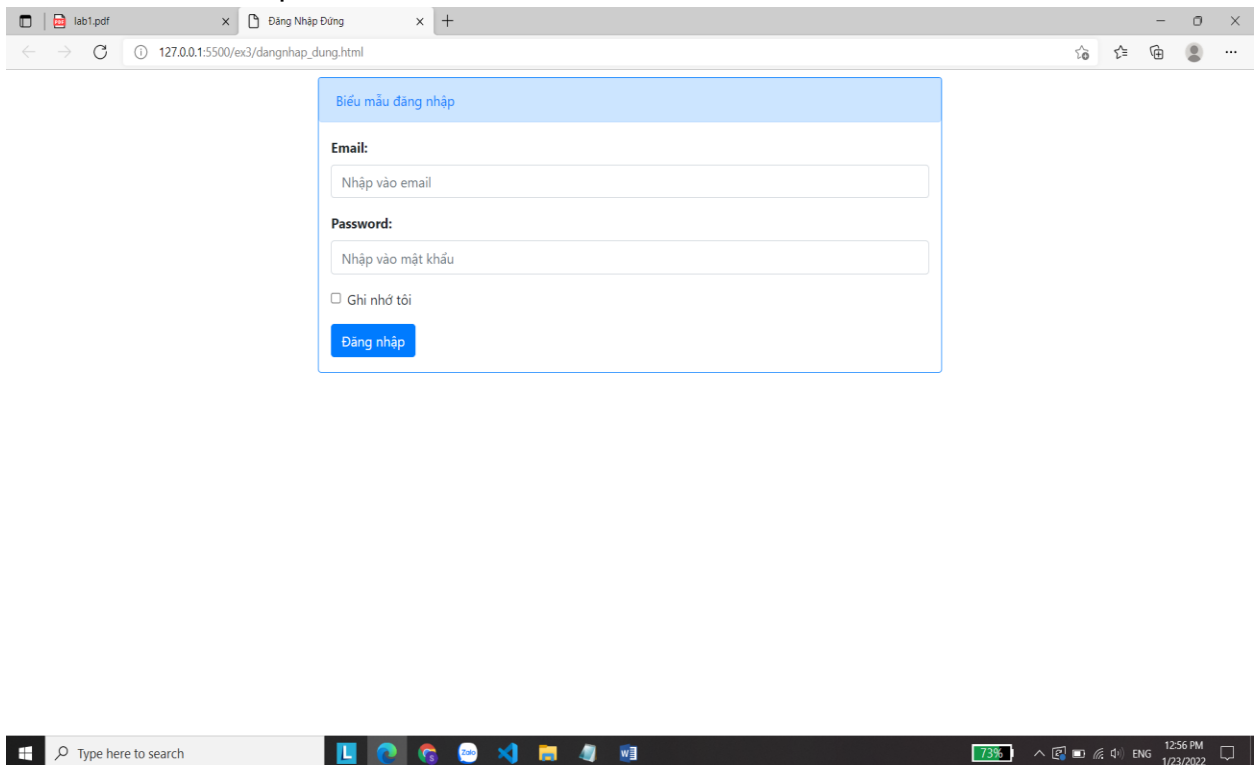 lab1.pdf
Đăng Nhập Đứng
127.0.0.1:5500/ex3/dangnhap_dung.html
Biểu mẫu đăng nhập
Email:
Nhập vào email
Password:
Nhập vào mật khẩu
Ghi nhớ tôi
Đăng nhập
Type here to search
L
Zalo
73%
ENG
12:56 PM
1/23/2022